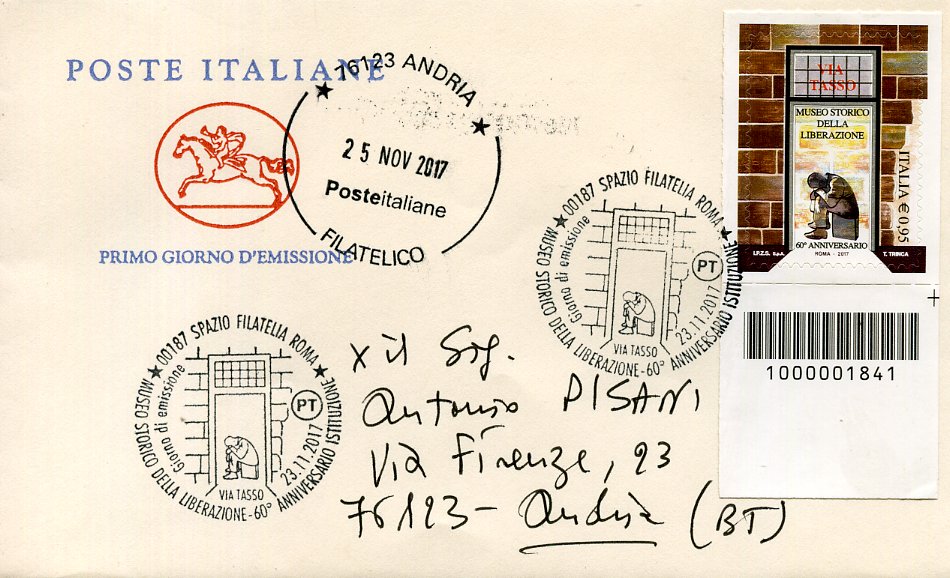 POSTE ITALIANE
PRIMO GIORNO D'EMISSIONE
76123 ANDRIA
25 NOV 2017
Posteitaliane
FILATELICO
00187 SPAZIO FILATELIA ROMA
Giorno di emissione
PT
VIA TASSO
23.11.2017
MUSEO STORICO DELLA LIBERAZIONE-60° ANNIVERSARIO ISTITUZIONE
VIA
TASSO
MUSEO STORICO
DELLA
LIBERAZIONE
ITALIA € 0,95
60° ANNIVERSARIO
I.P.Z.S. S.p.A. ROMA - 2017 T. TRINCA
1000001841
00187 SPAZIO FILATELIA ROMA
Giorno di emissione
PT
VIA TASSO
23.11.2017
MUSEO STORICO DELLA LIBERAZIONE-60° ANNIVERSARIO ISTITUZIONE
x il Sig.
Antonio PISANI
Via Firenze, 23
76123- Andria (BT)